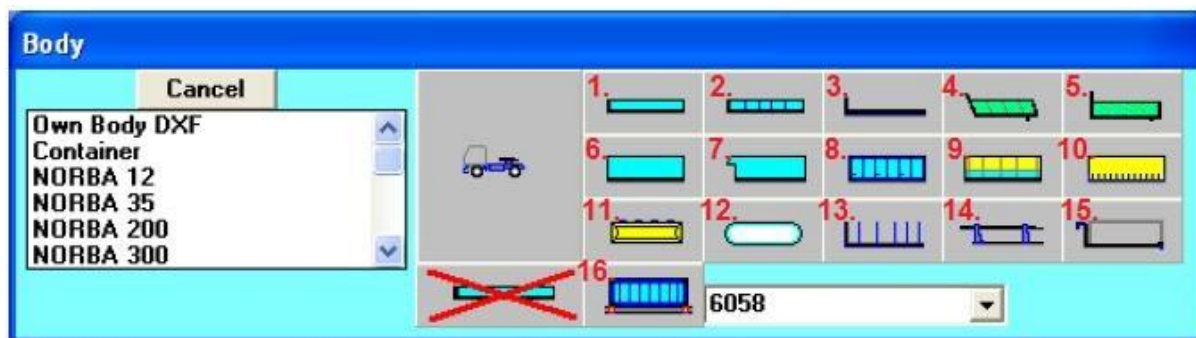 Body
Cancel
Own Body DXF
Container
NORBA 12
NORBA 35
NORBA 200
NORBA 300
1. 2. 3. 4. 5.
6. 7. 8. 9. 10.
11. 12. 13. 14. 15.
16.
6058